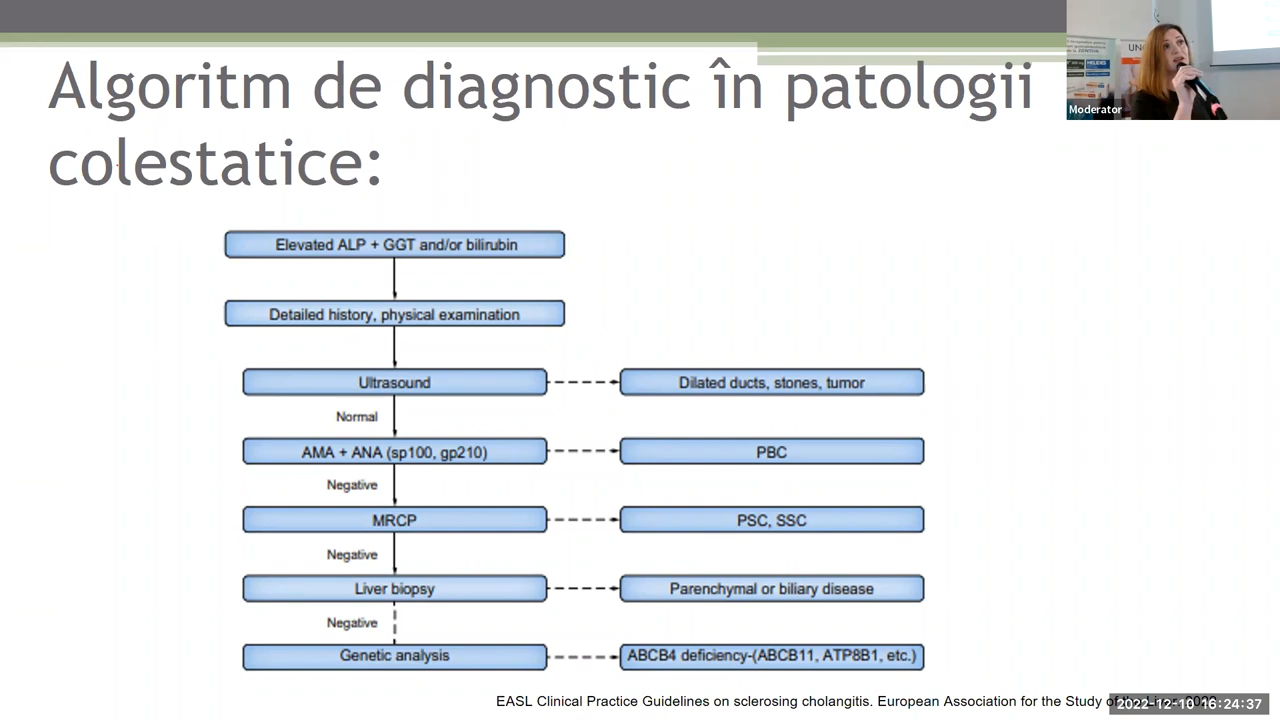 Algoritm de diagnostic în patologii
colestatice:
Moderator
Elevated ALP + GGT and/or bilirubin
Detailed history, physical examination
Ultrasound
Dilated ducts, stones, tumor
Normal
AMA + ANA (sp100, gp210)
PBC
Negative
MRCP
PSC, SSC
Negative
Liver biopsy
Parenchymal or biliary disease
Negative
Genetic analysis
ABCB4 deficiency-(ABCB11, ATP8B1, etc.)
EASL Clinical Practice Guidelines on sclerosing cholangitis. European Association for the Study of
2022-12-10 16:24:37